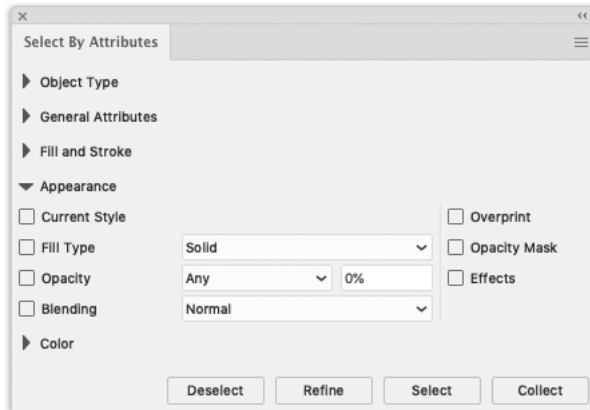 Select By Attributes
Object Type
General Attributes
Fill and Stroke
Appearance
Current Style Overprint
Fill Type Solid Opacity Mask
Opacity Any 0% Effects
Blending Normal
Color
Deselect Refine Select Collect